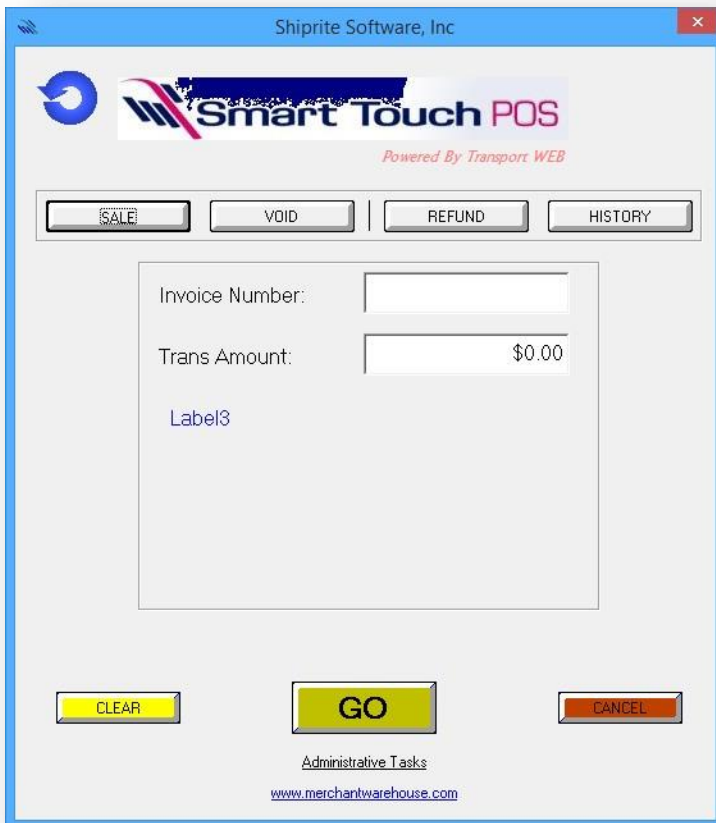 Shiprite Software, Inc
Smart Touch POS
Powered By Transport WEB
SALE VOID REFUND HISTORY
Invoice Number:
Trans Amount: $0.00
Label3
CLEAR GO CANCEL
Administrative Tasks
www.merchantwarehouse.com